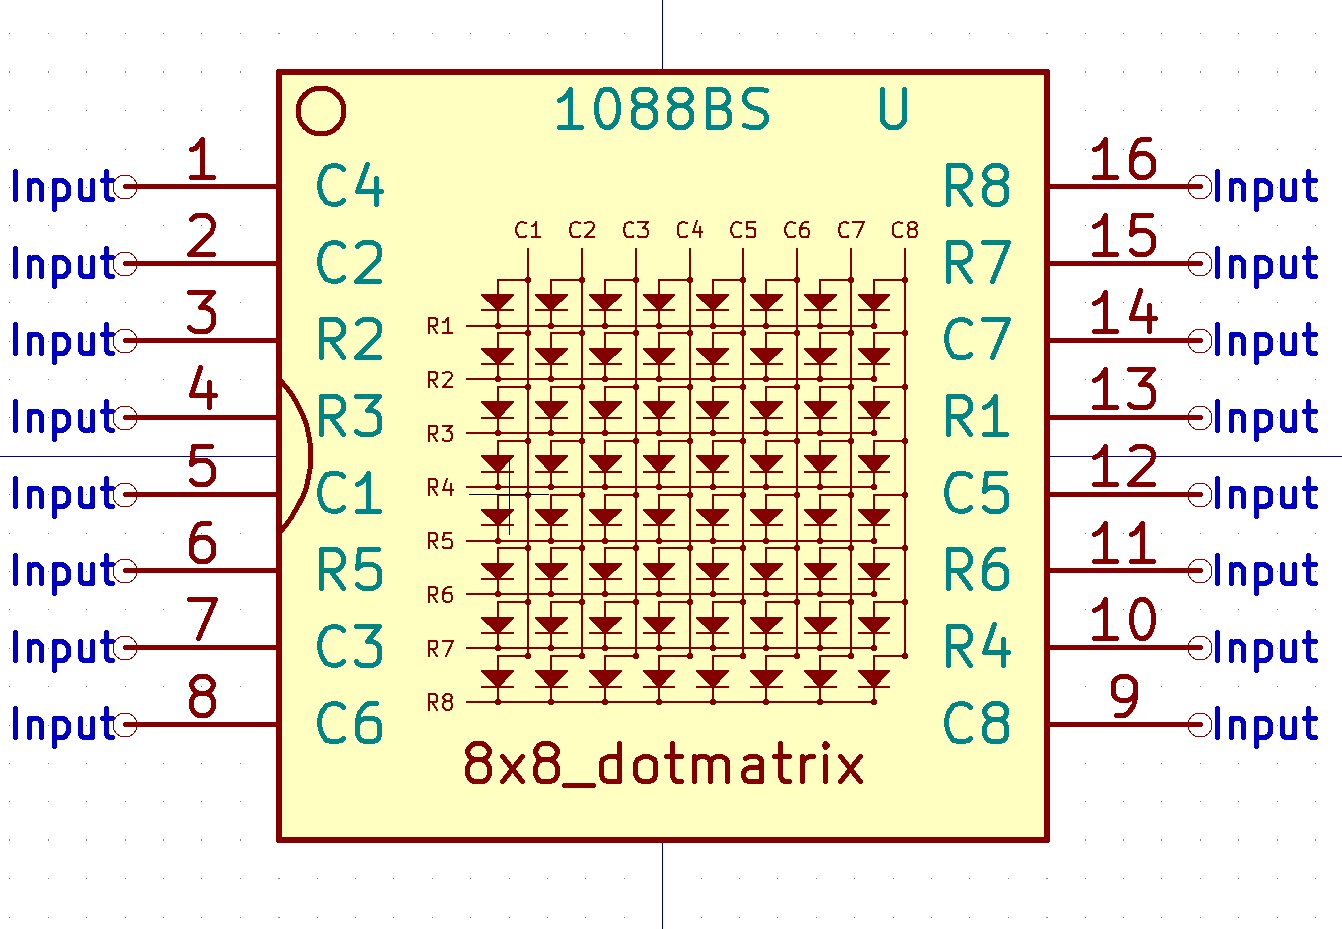 1088BS U
Input 1 C4 R8 16 Input
Input 2 C2 R7 15 Input
Input 3 R2 C7 14 Input
Input 4 R3 R1 13 Input
Input 5 C1 C5 12 Input
Input 6 R5 R6 11 Input
Input 7 C3 R4 10 Input
Input 8 C6 C8 9 Input
C1 C2 C3 C4 C5 C6 C7 C8
R1
R2
R3
R4
R5
R6
R7
R8
8x8_dotmatrix